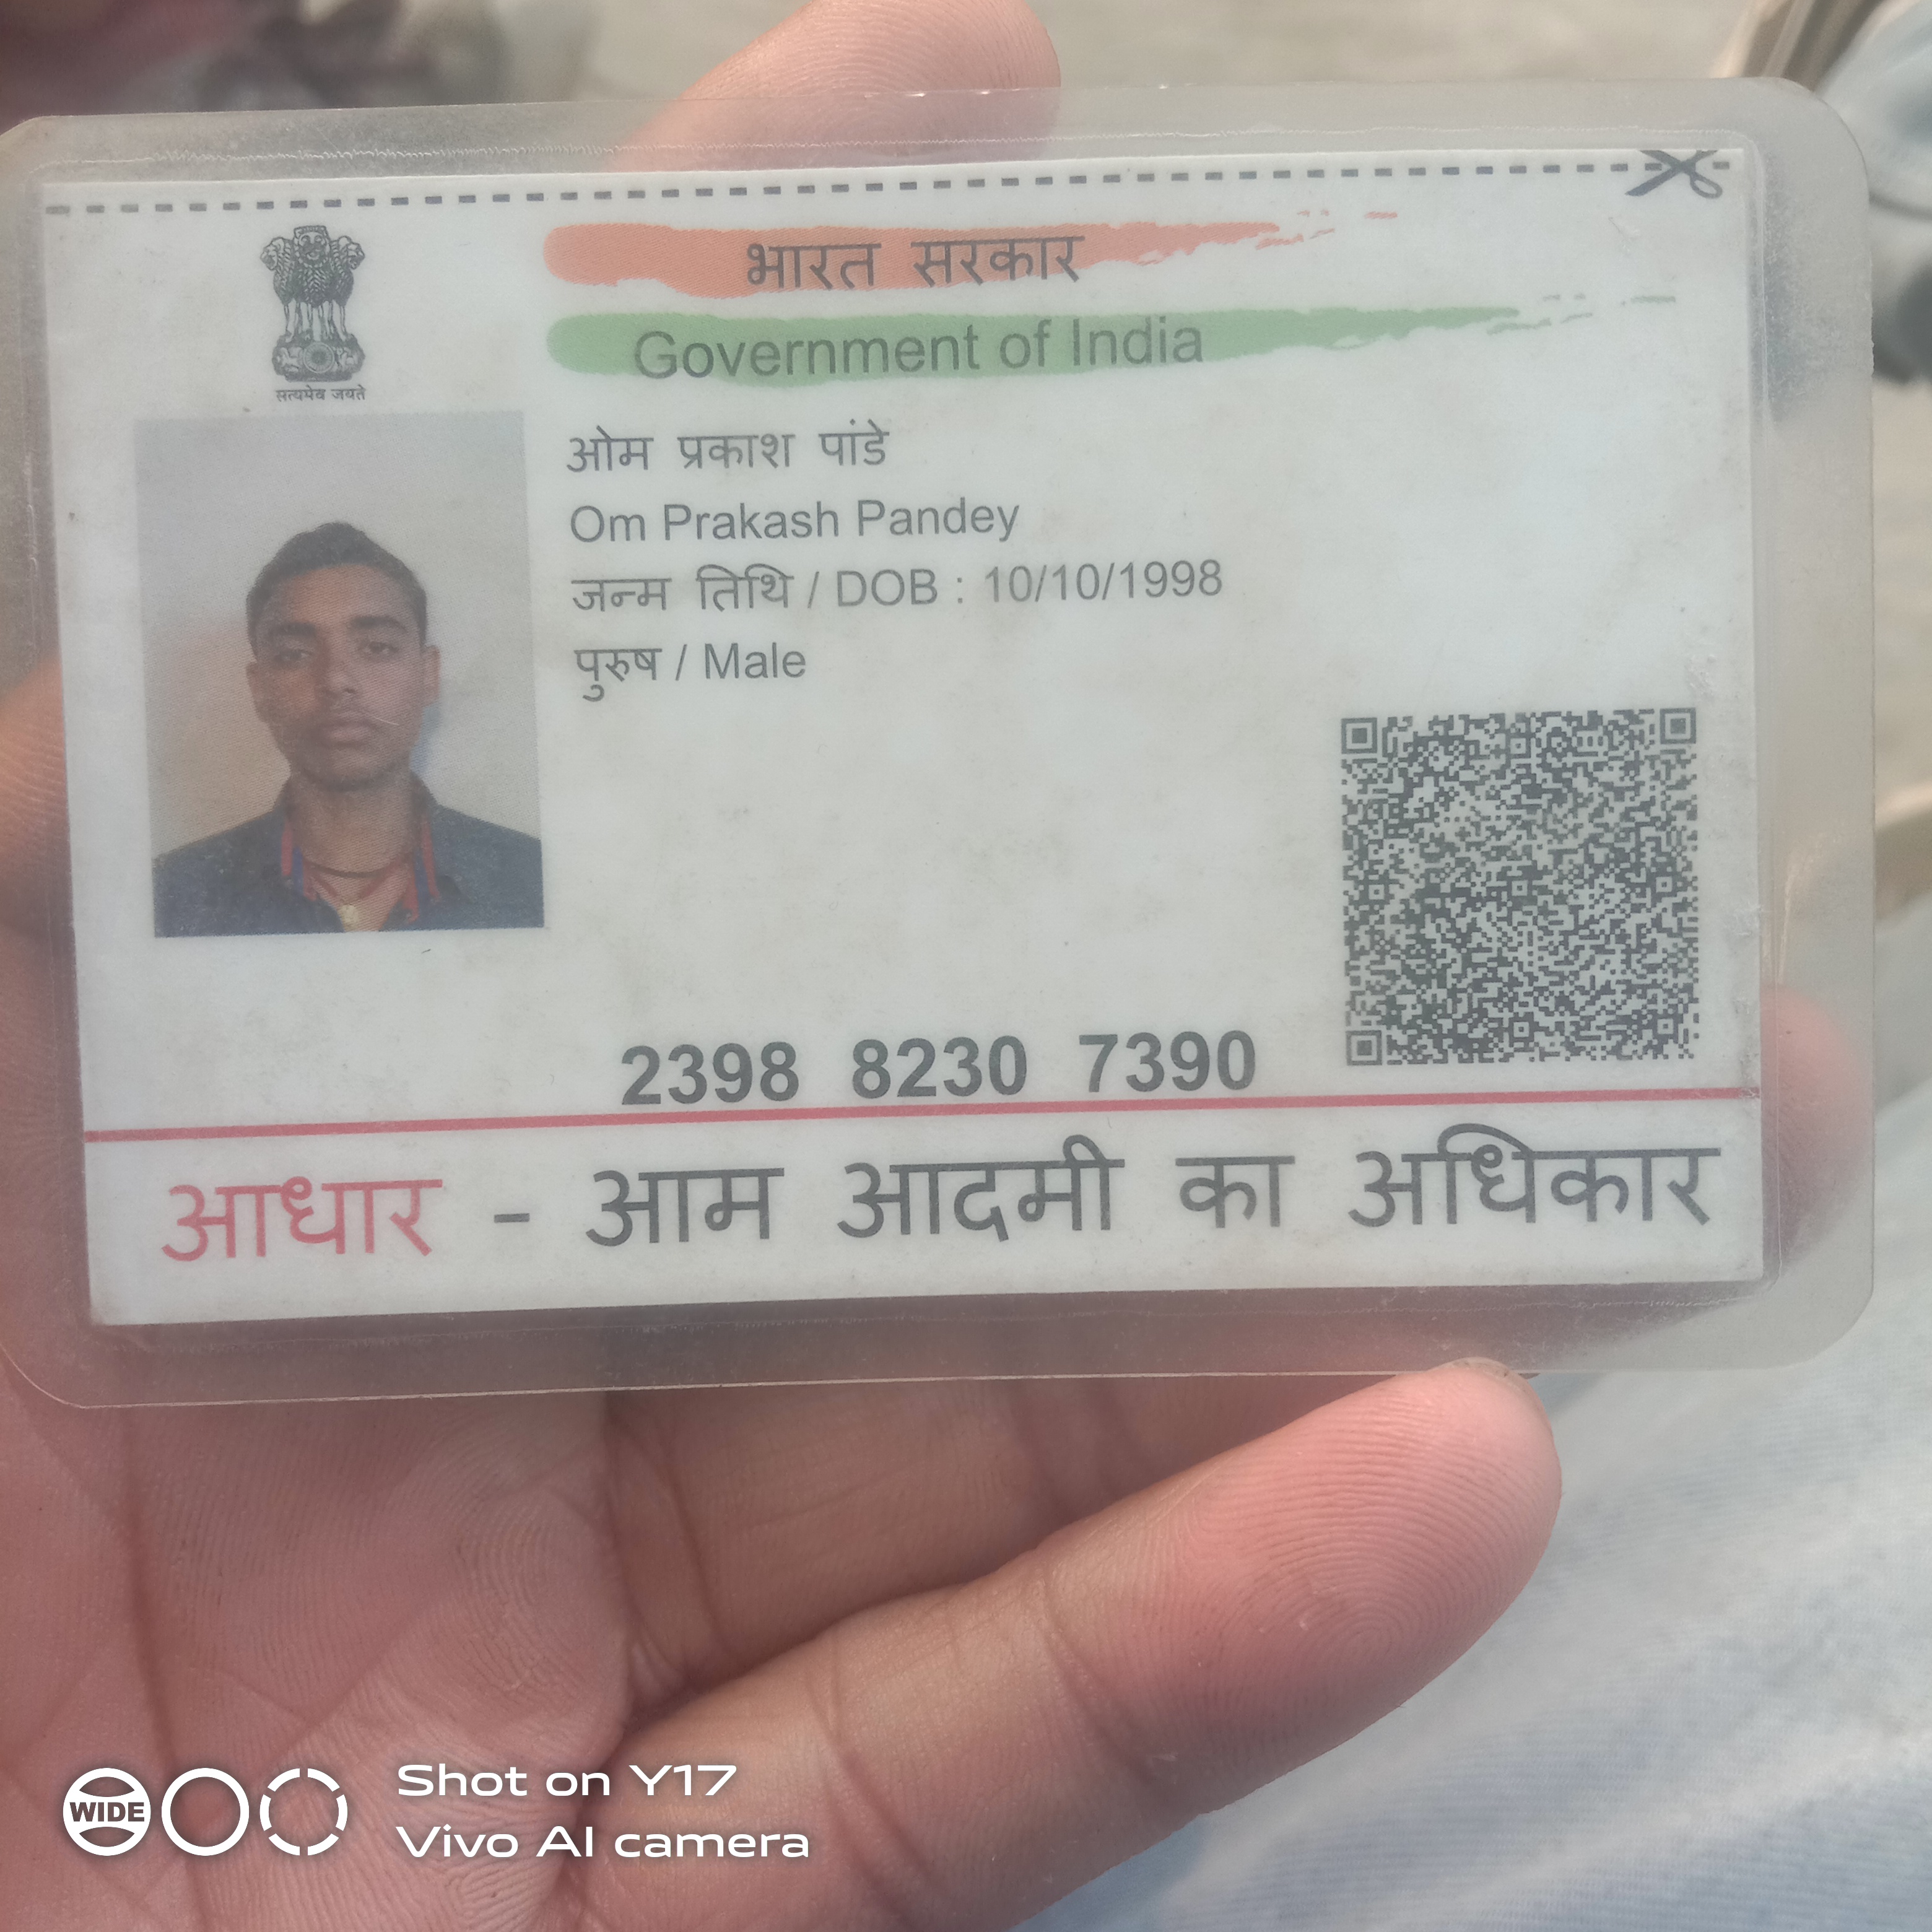 सत्यमेव जयते
भारत सरकार
Government of India
ओम प्रकाश पांडे
Om Prakash Pandey
जन्म तिथि / DOB : 10/10/1998
पुरुष / Male
2398 8230 7390
आधार - आम आदमी का अधिकार
WIDE
Shot on Y17
Vivo AI camera